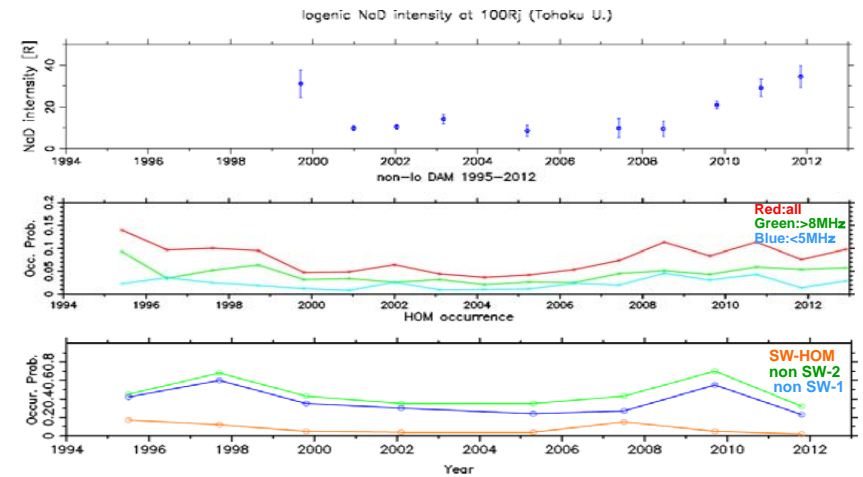 Iogenic NaD intensity at 100Rj (Tohoku U.)
NaD intensity [R]
40
20
0
1994 1996 1998 2000 2002 2004 2006 2008 2010 2012
non-Io DAM 1995-2012
Occ. Prob.
0.2
0.15
0.1
0.05
0
Red:all
Green:>8MHz
Blue:<5MHz
1994 1996 1998 2000 2002 2004 2006 2008 2010 2012
HOM occurrence
Occur. Prob.
0.8
0.6
0.4
0.2
0
SW-HOM
non SW-2
non SW-1
1994 1996 1998 2000 2002 2004 2006 2008 2010 2012
Year